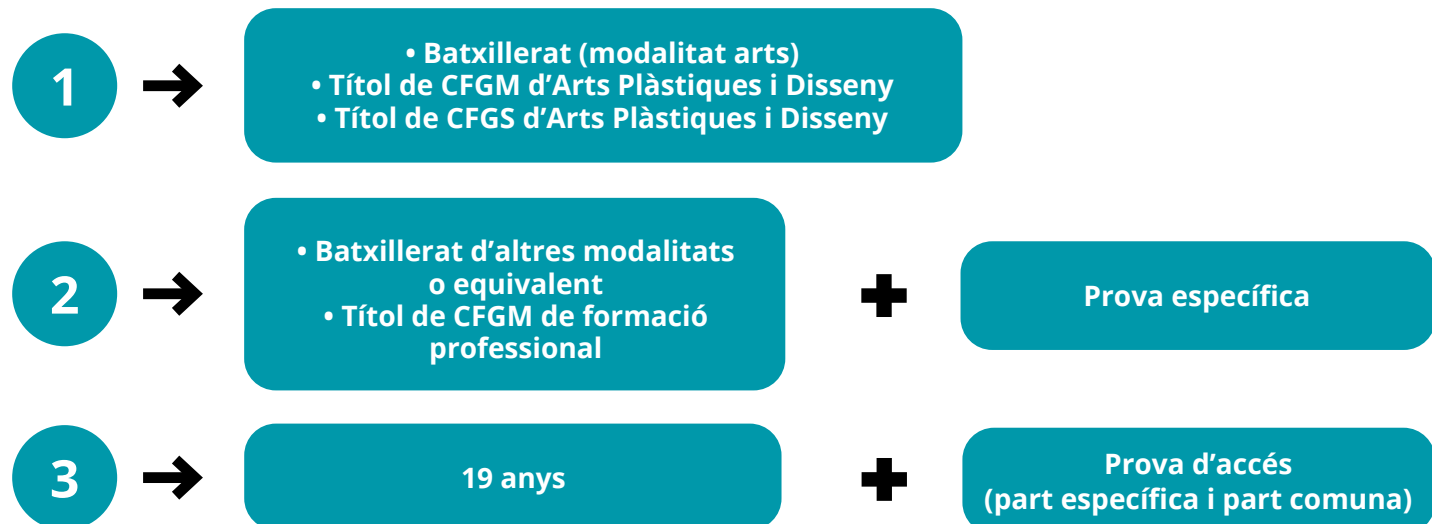 1
• Batxillerat (modalitat arts)
• Títol de CFGM d’Arts Plàstiques i Disseny
• Títol de CFGS d’Arts Plàstiques i Disseny
2
• Batxillerat d’altres modalitats
o equivalent
• Títol de CFGM de formació
professional
Prova específica
3
19 anys
Prova d’accés
(part específica i part comuna)